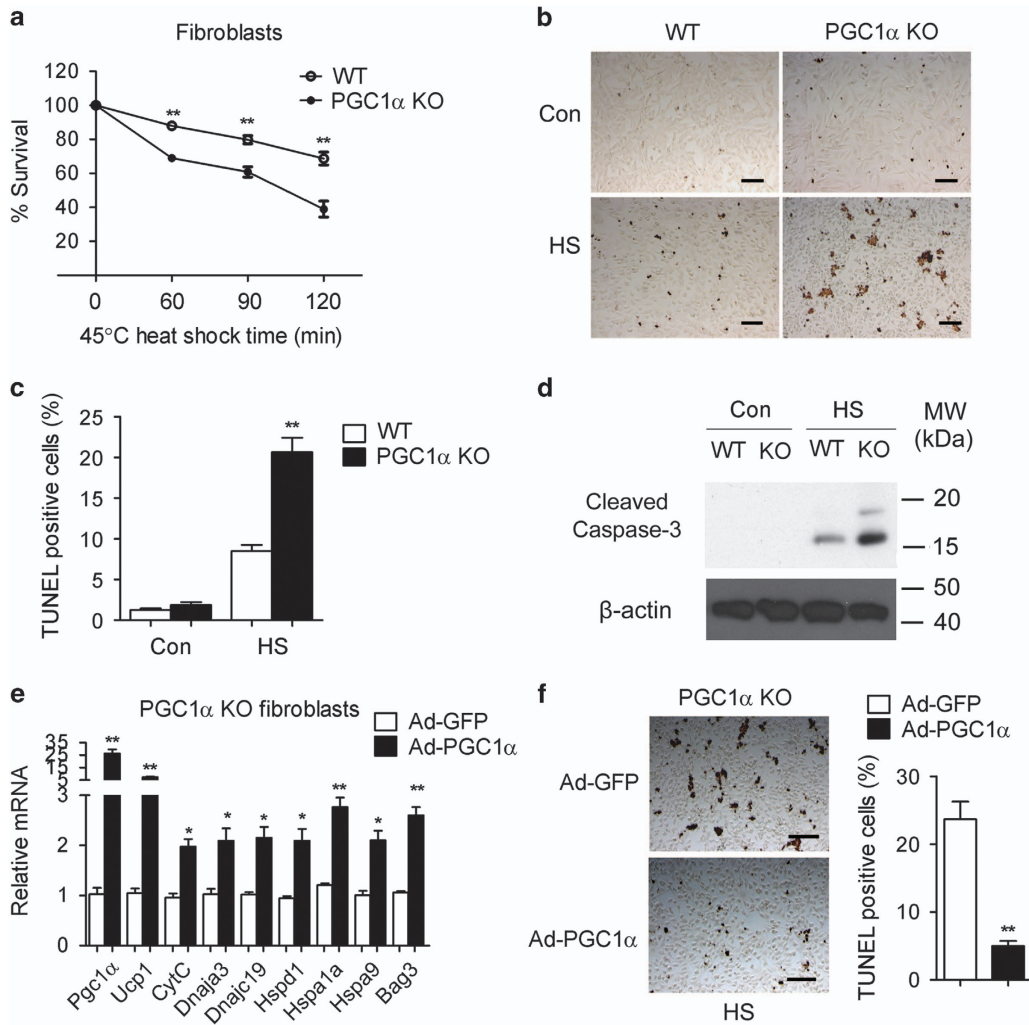 a
Fibroblasts
% Survival
120
100
80
60
40
20
WT
PGC1α KO
** ** **
0 60 90 120
45°C heat shock time (min)
b
WT PGC1α KO
Con
HS
c
TUNEL positive cells (%)
25
20
15
10
5
0
**
WT
PGC1α KO
Con HS
d
Con HS MW
(kDa)
WT KO WT KO
Cleaved
Caspase-3
20
15
β-actin
50
40
e
PGC1α KO fibroblasts
Ad-GFP
Ad-PGC1α
Relative mRNA
35
25
15
5
3
2
1
0
** ** * * * * ** * **
Pgc1α Ucp1 CytC Dnaja3 Dnajc19 Hspd1 Hspa1a Hspa9 Bag3
f
PGC1α KO
Ad-GFP
Ad-PGC1α
HS
Ad-GFP
Ad-PGC1α
TUNEL positive cells (%)
30
20
10
0
**